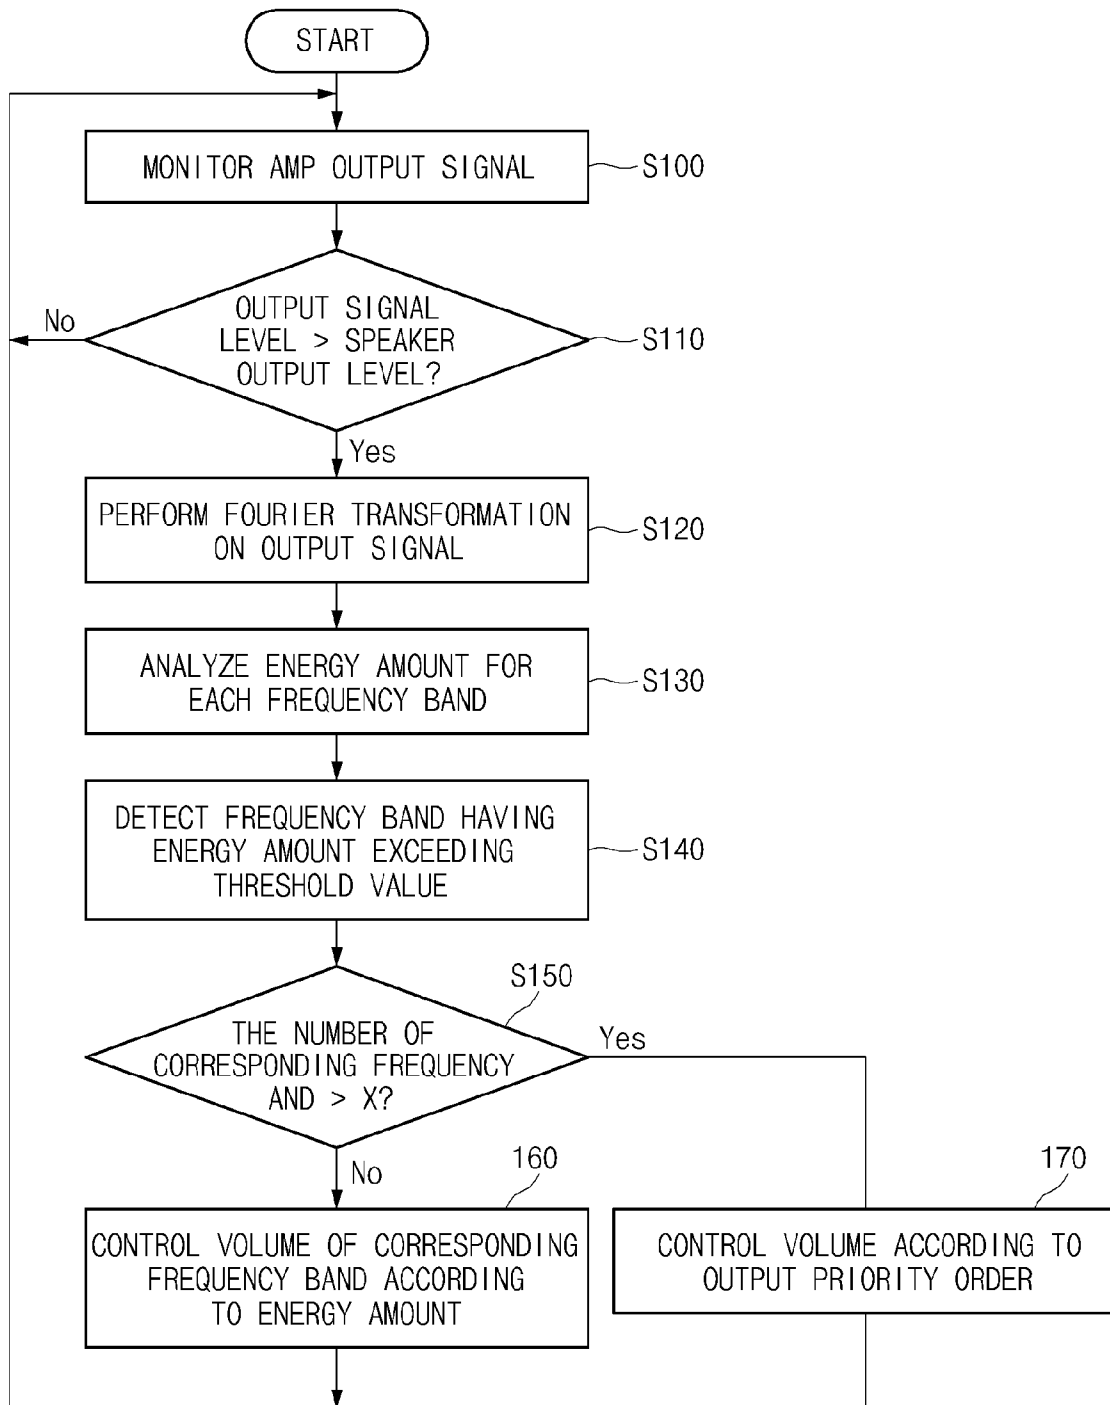 START
MONITOR AMP OUTPUT SIGNAL
S100
OUTPUT SIGNAL
LEVEL > SPEAKER
OUTPUT LEVEL?
S110
No
Yes
PERFORM FOURIER TRANSFORMATION
ON OUTPUT SIGNAL
S120
ANALYZE ENERGY AMOUNT FOR
EACH FREQUENCY BAND
S130
DETECT FREQUENCY BAND HAVING
ENERGY AMOUNT EXCEEDING
THRESHOLD VALUE
S140
S150
THE NUMBER OF
CORRESPONDING FREQUENCY
AND > X?
Yes
No
160
CONTROL VOLUME OF CORRESPONDING
FREQUENCY BAND ACCORDING
TO ENERGY AMOUNT
170
CONTROL VOLUME ACCORDING TO
OUTPUT PRIORITY ORDER